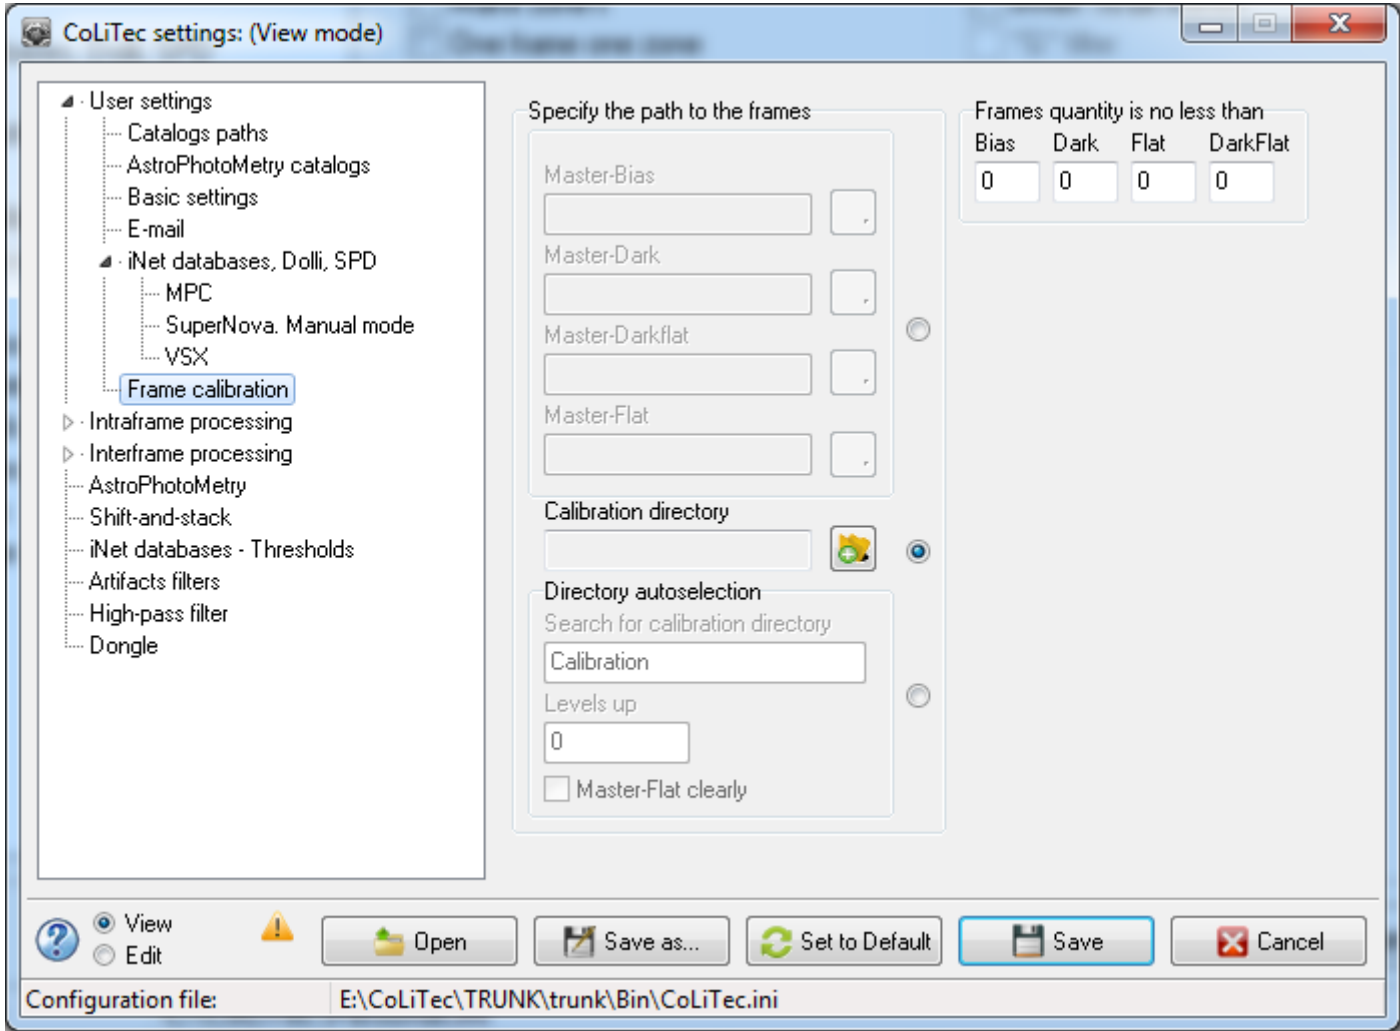 CoLiTec settings: (View mode)
One frame one zone
User settings
Catalogs paths
AstroPhotoMetry catalogs
Basic settings
E-mail
iNet databases, Dolli, SPD
MPC
SuperNova. Manual mode
VSX
Frame calibration
Intraframe processing
Interframe processing
AstroPhotoMetry
Shift-and-stack
iNet databases - Thresholds
Artifacts filters
High-pass filter
Dongle
Specify the path to the frames
Master-Bias
Master-Dark
Master-Darkflat
Master-Flat
Calibration directory
Directory autoselection
Search for calibration directory
Calibration
Levels up
0
Master-Flat clearly
Frames quantity is no less than
Bias Dark Flat DarkFlat
0 0 0 0
View
Edit
Open Save as... Set to Default Save Cancel
Configuration file: E:\CoLiTec\TRUNK\trunk\Bin\CoLiTec.ini